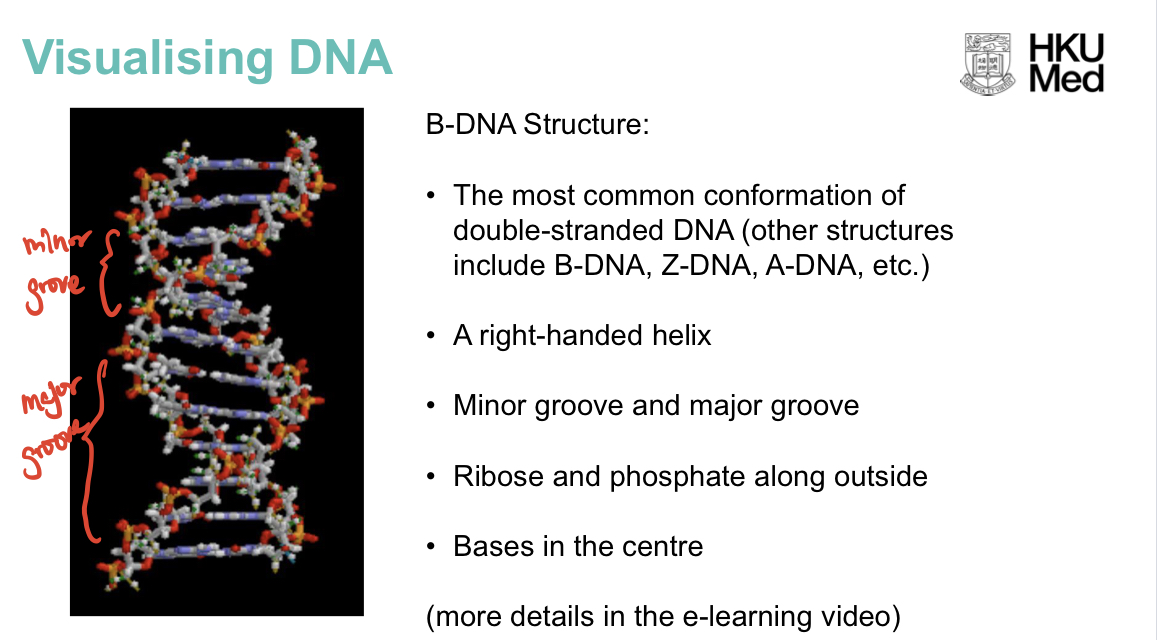 Visualising DNA
HKU
Med
B-DNA Structure:
• The most common conformation of
double-stranded DNA (other structures
include B-DNA, Z-DNA, A-DNA, etc.)
• A right-handed helix
• Minor groove and major groove
• Ribose and phosphate along outside
• Bases in the centre
(more details in the e-learning video)
minor
grove
major
groove